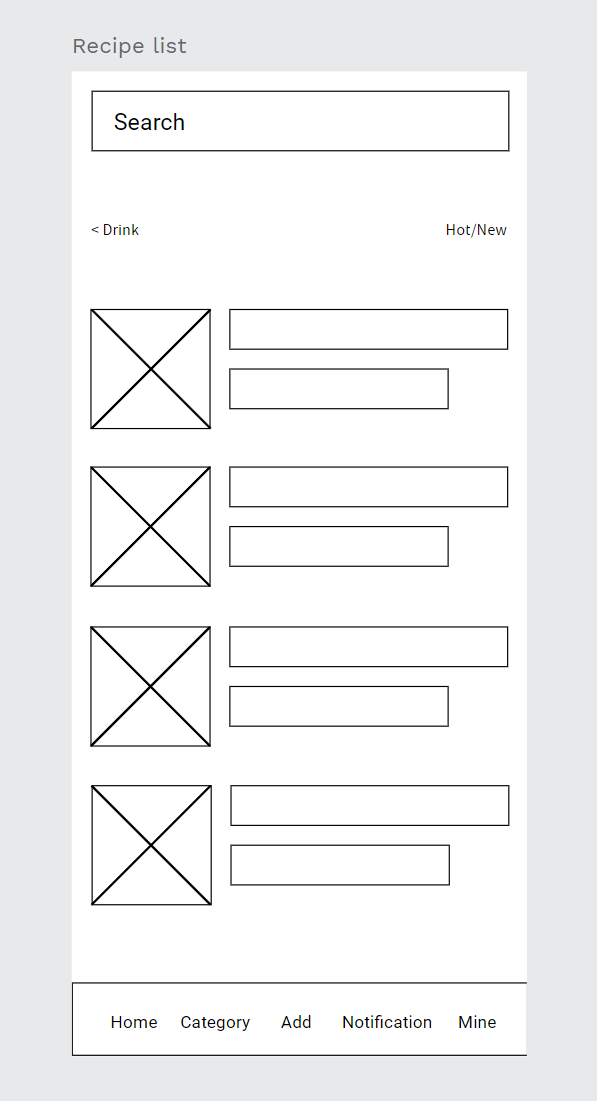 Recipe list
Search
< Drink Hot/New
Home Category Add Notification Mine